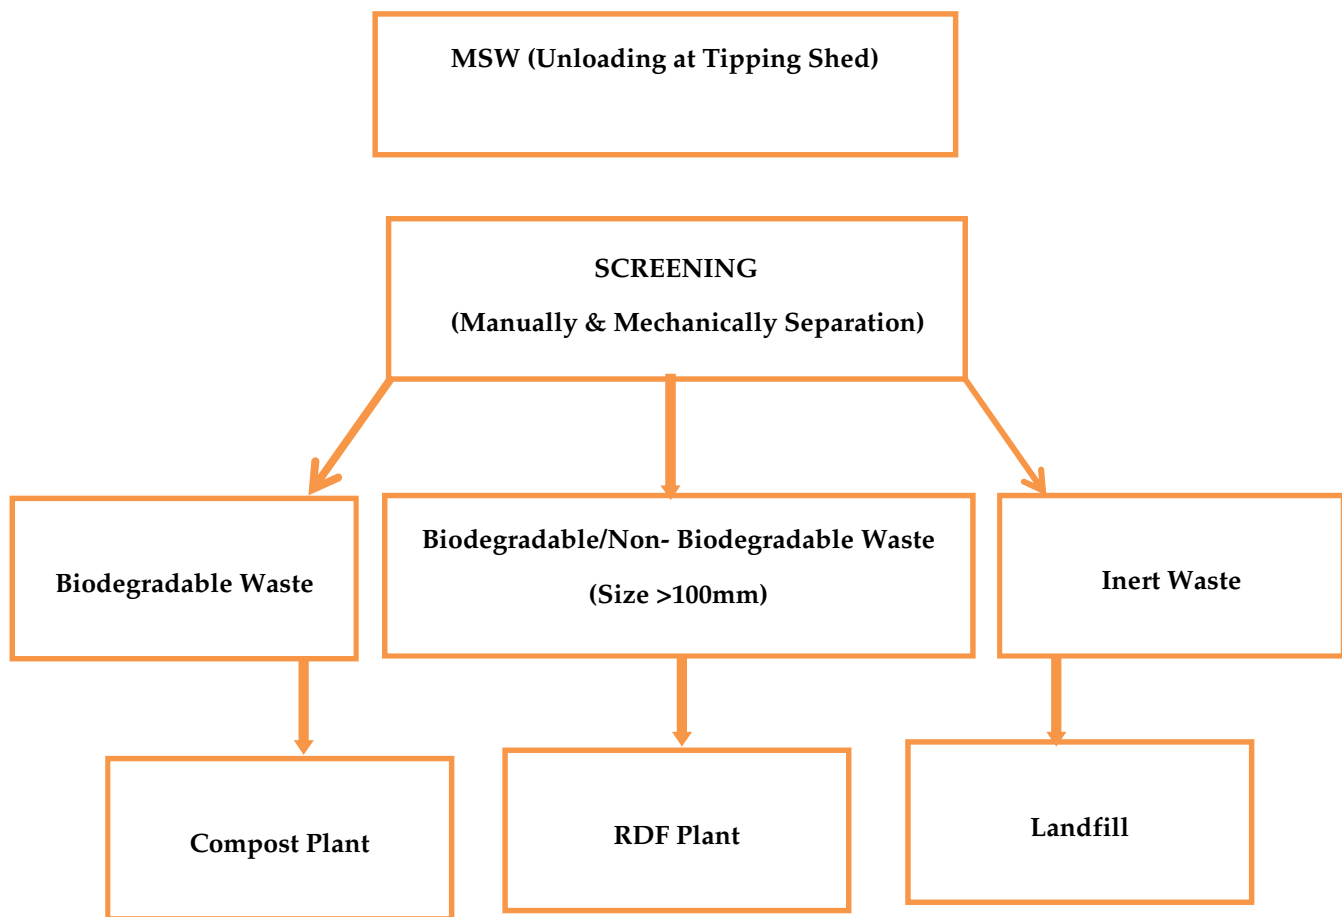 MSW (Unloading at Tipping Shed)
SCREENING
(Manually & Mechanically Separation)
Biodegradable Waste
Biodegradable/Non- Biodegradable Waste
(Size >100mm)
Inert Waste
Compost Plant
RDF Plant
Landfill